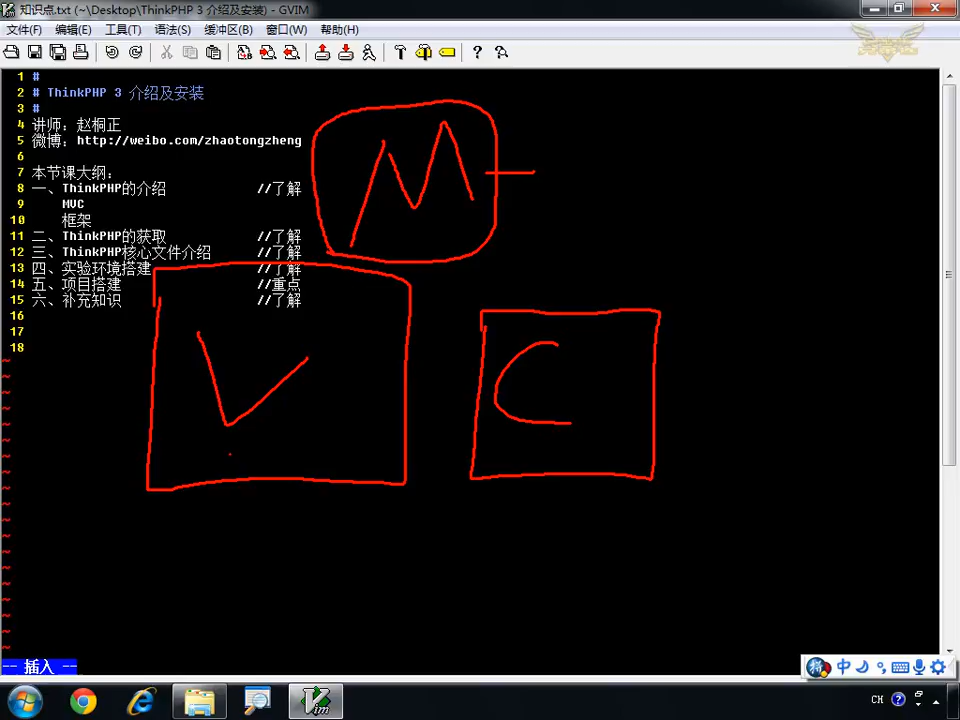 知识点.txt (~\Desktop\ThinkPHP 3 介绍及安装) - GVIM
文件(F) 编辑(E) 工具(T) 语法(S) 缓冲区(B) 窗口(W) 帮助(H)
1 #
2 # ThinkPHP 3 介绍及安装
3 #
4 讲师：赵桐正
5 微博：http://weibo.com/zhaotongzheng
6
7 本节课大纲：
8 一、ThinkPHP的介绍 //了解
9 MVC
10 框架
11 二、ThinkPHP的获取 //了解
12 三、ThinkPHP核心文件介绍 //了解
13 四、实验环境搭建 //了解
14 五、项目搭建 //重点
15 六、补充知识 //了解
16
17
18
M
V
C
-- 插入 --
中
CH